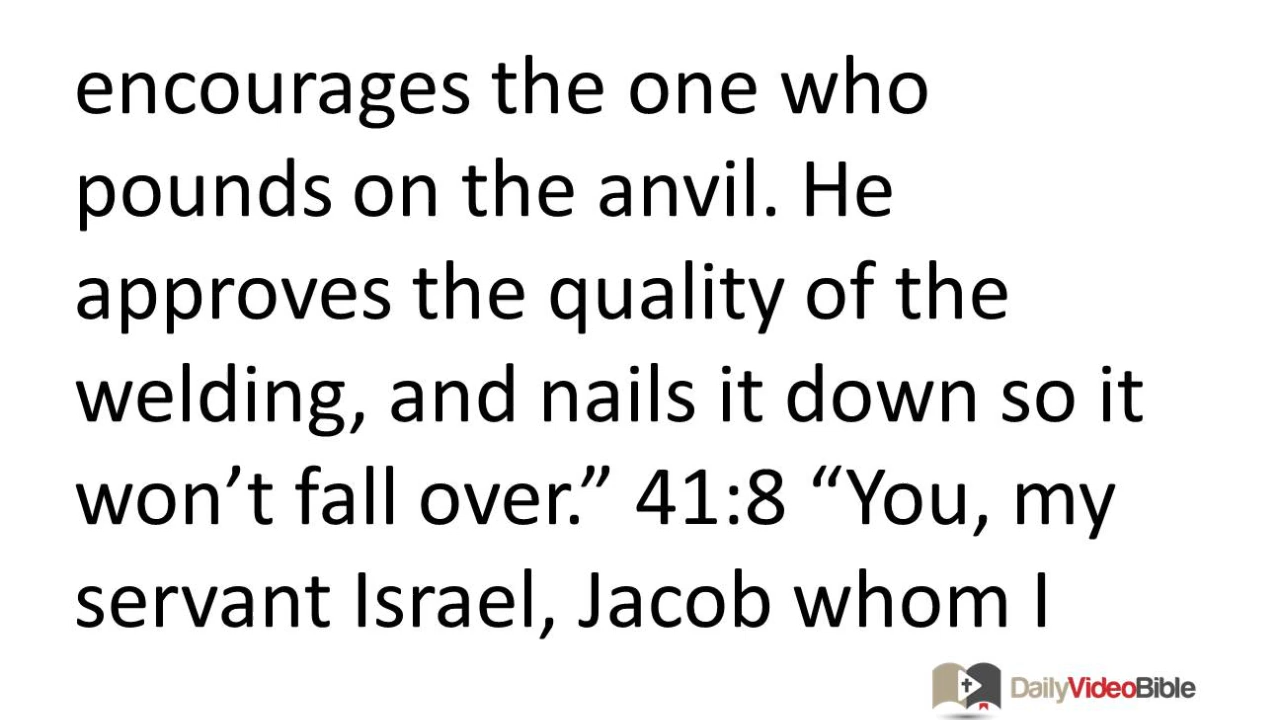 encourages the one who
pounds on the anvil. He
approves the quality of the
welding, and nails it down so it
won’t fall over.” 41:8 “You, my
servant Israel, Jacob whom I
DailyVideoBible